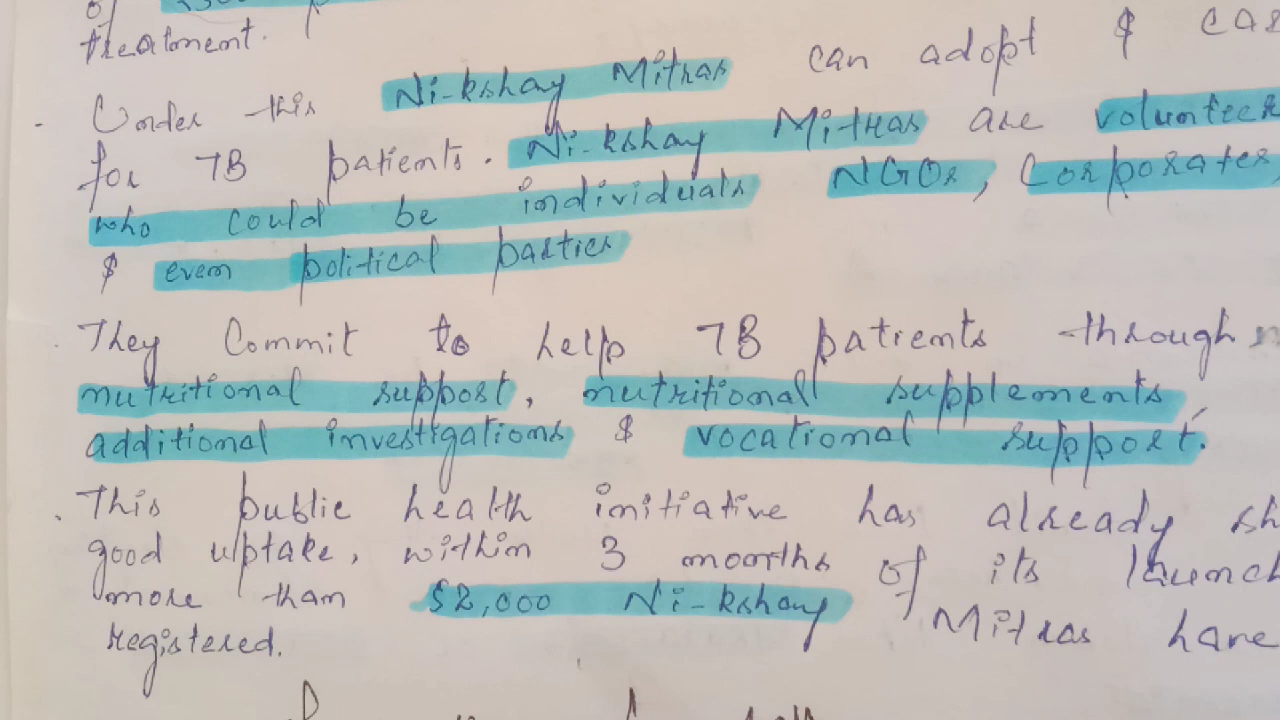 of
treatment.
- Under this Ni-kshay Mitras can adopt &
for TB patients. Ni-kshay Mitras are
who could be individuals NGOs, Corporates,
& even political parties
. They Commit to help TB patients through
nutritional support, nutritional supplements,
additional investigations & vocational support.
. This public health initiative has already
good uptake, within 3 months of its
more than 52,000 Ni-kshay Mitras have
registered.